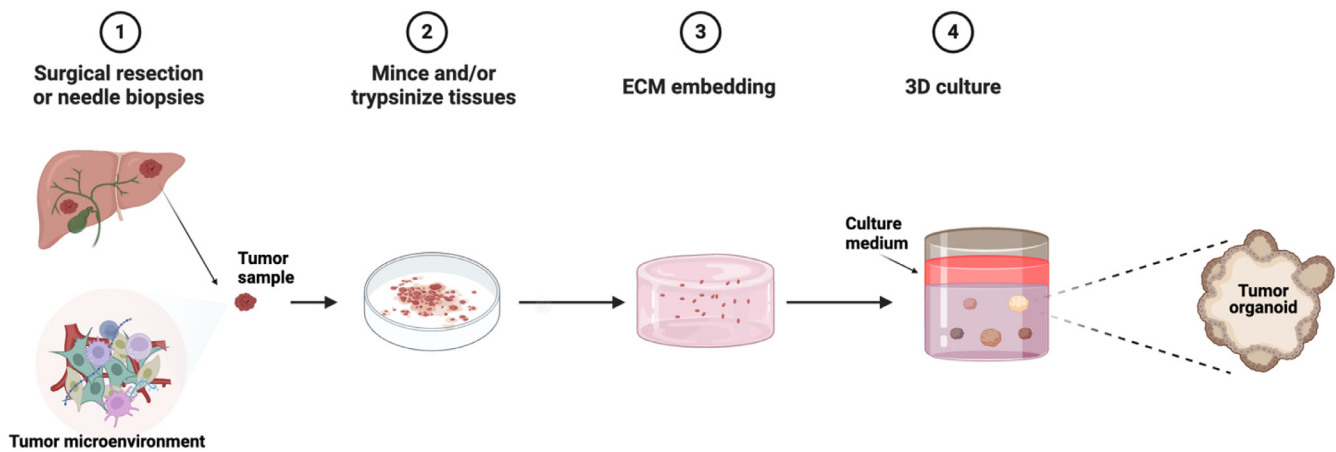 1
Surgical resection
or needle biopsies
2
Mince and/or
trypsinize tissues
3
ECM embedding
4
3D culture
Tumor
sample
Tumor microenvironment
Culture
medium
Tumor
organoid